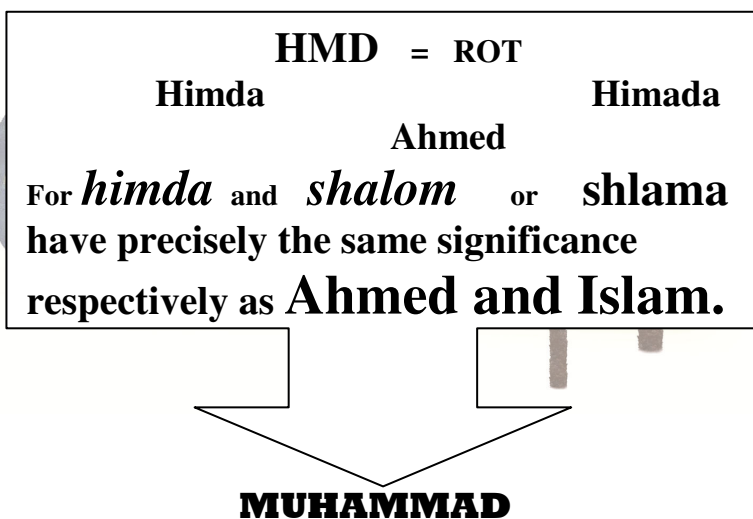 HMD = ROT
Himda Himada
Ahmed
For himda and shalom or shlama
have precisely the same significance
respectively as Ahmed and Islam.
MUHAMMAD